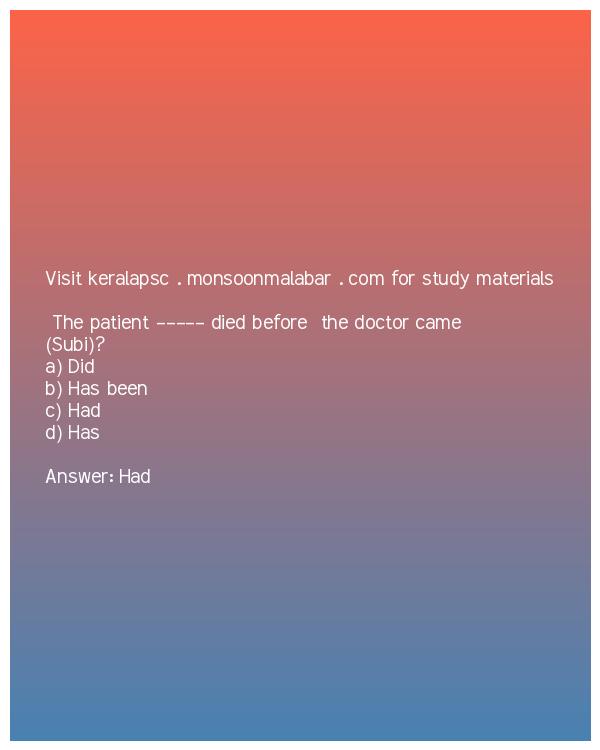 Visit keralapsc . monsoonmalabar . com for study materials
The patient ----- died before  the doctor came
(Subi)?
a) Did
b) Has been
c) Had
d) Has
Answer: Had